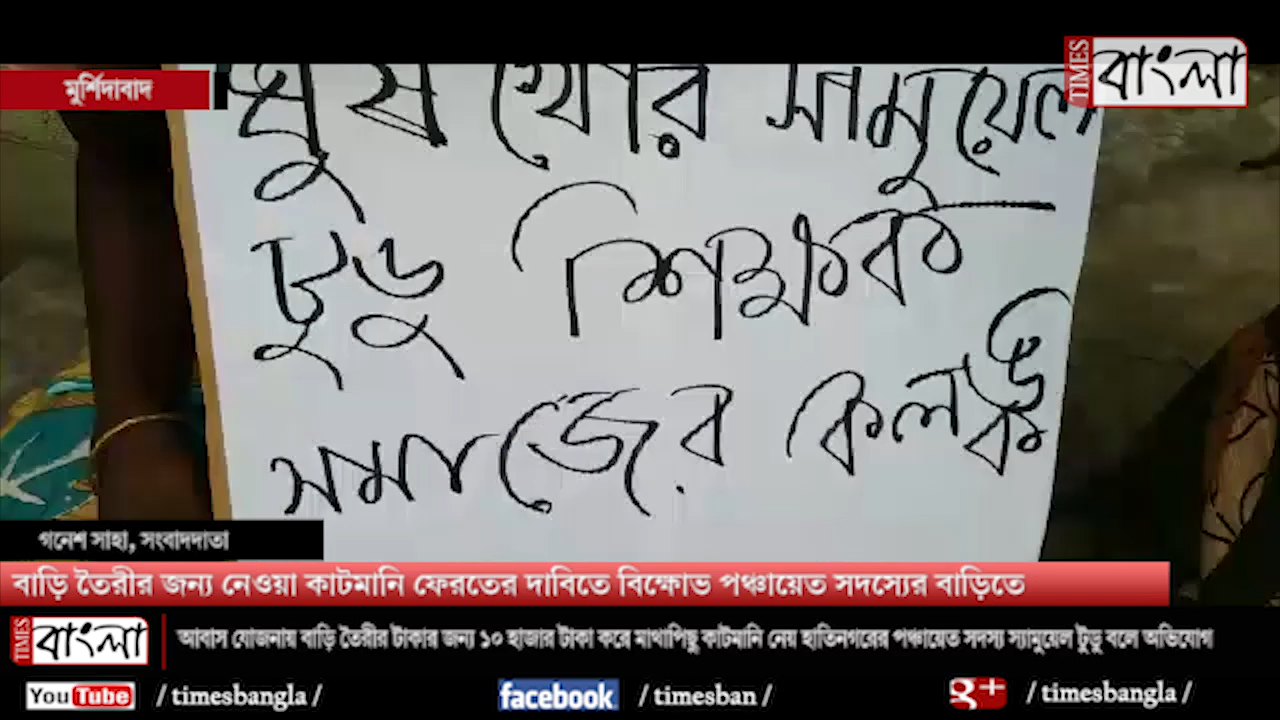 মুর্শিদাবাদ
TIMES বাংলা
ঘুষ খোর সামুয়েল
টুডু শিক্ষক
সমাজের কলঙ্ক
গনেশ সাহা, সংবাদদাতা
বাড়ি তৈরীর জন্য নেওয়া কাটমানি ফেরতের দাবিতে বিক্ষোভ পঞ্চায়েত সদস্যের বাড়িতে
TIMES বাংলা
আবাস যোজনায় বাড়ি তৈরীর টাকার জন্য ১০ হাজার টাকা করে মাথাপিছু কাটমানি নেয় হাতিনগরের পঞ্চায়েত সদস্য স্যামুয়েল টুডু বলে অভিযোগ
YouTube / timesbangla / facebook / timesban / g+ / timesbangla /